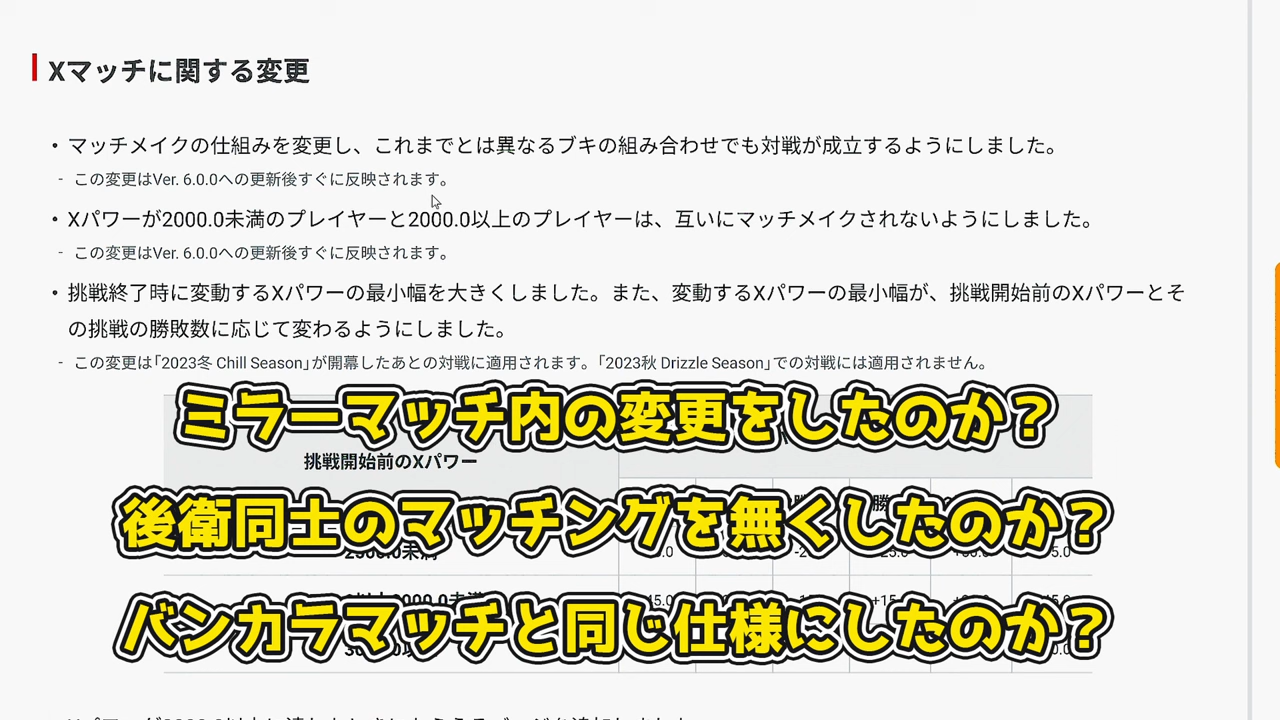 Xマッチに関する変更
・マッチメイクの仕組みを変更し、これまでとは異なるブキの組み合わせでも対戦が成立するようにしました。
- この変更はVer. 6.0.0への更新後すぐに反映されます。
・Xパワーが2000.0未満のプレイヤーと2000.0以上のプレイヤーは、互いにマッチメイクされないようにしました。
- この変更はVer. 6.0.0への更新後すぐに反映されます。
・挑戦終了時に変動するXパワーの最小幅を大きくしました。また、変動するXパワーの最小幅が、挑戦開始前のXパワーとそ
の挑戦の勝敗数に応じて変わるようにしました。
- この変更は「2023冬 Chill Season」が開幕したあとの対戦に適用されます。「2023秋 Drizzle Season」での対戦には適用されません。
ミラーマッチ内の変更をしたのか？
挑戦開始前のXパワー
後衛同士のマッチングを無くしたのか？
バンカラマッチと同じ仕様にしたのか？